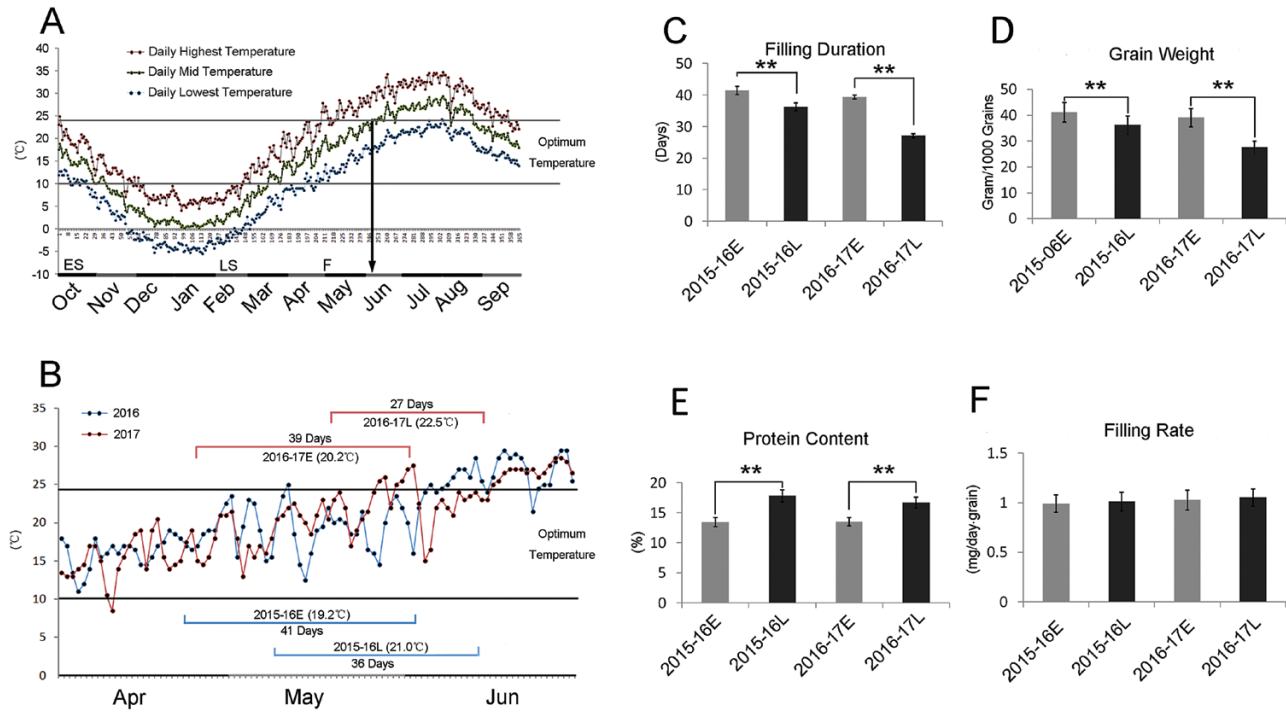 A
40
35
30
25
20
15
10
5
0
-5
-10
(℃)
Daily Highest Temperature
Daily Mid Temperature
Daily Lowest Temperature
Optimum
Temperature
ES
LS
F
Oct
Nov
Dec
Jan
Feb
Mar
Apr
May
Jun
Jul
Aug
Sep
B
35
30
25
20
15
10
5
0
(℃)
2016
2017
27 Days
2016-17L (22.5℃)
39 Days
2016-17E (20.2℃)
Optimum
Temperature
2015-16E (19.2℃)
41 Days
2015-16L (21.0℃)
36 Days
Apr
May
Jun
C
Filling Duration
50
40
30
20
10
0
(Days)
**
**
2015-16E
2015-16L
2016-17E
2016-17L
D
Grain Weight
50
40
30
20
10
0
Gram/1000 Grains
**
**
2015-06E
2015-16L
2016-17E
2016-17L
E
Protein Content
20
15
10
5
0
(%)
**
**
2015-16E
2015-16L
2016-17E
2016-17L
F
Filling Rate
1.5
1
0.5
0
(mg/day·grain)
2015-16E
2015-16L
2016-17E
2016-17L